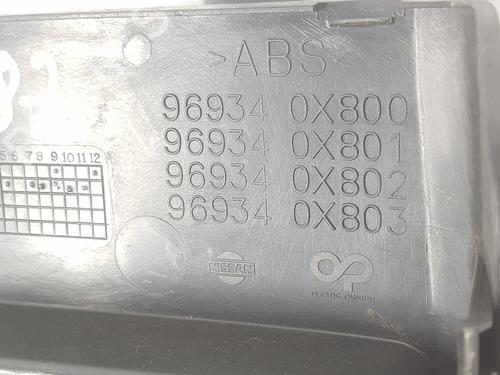 >ABS<
96934 0X800
96934 0X801
96934 0X802
96934 0X803
5 6 7 8 9 10 11 12
NISSAN
PLASTIC OMNIUM